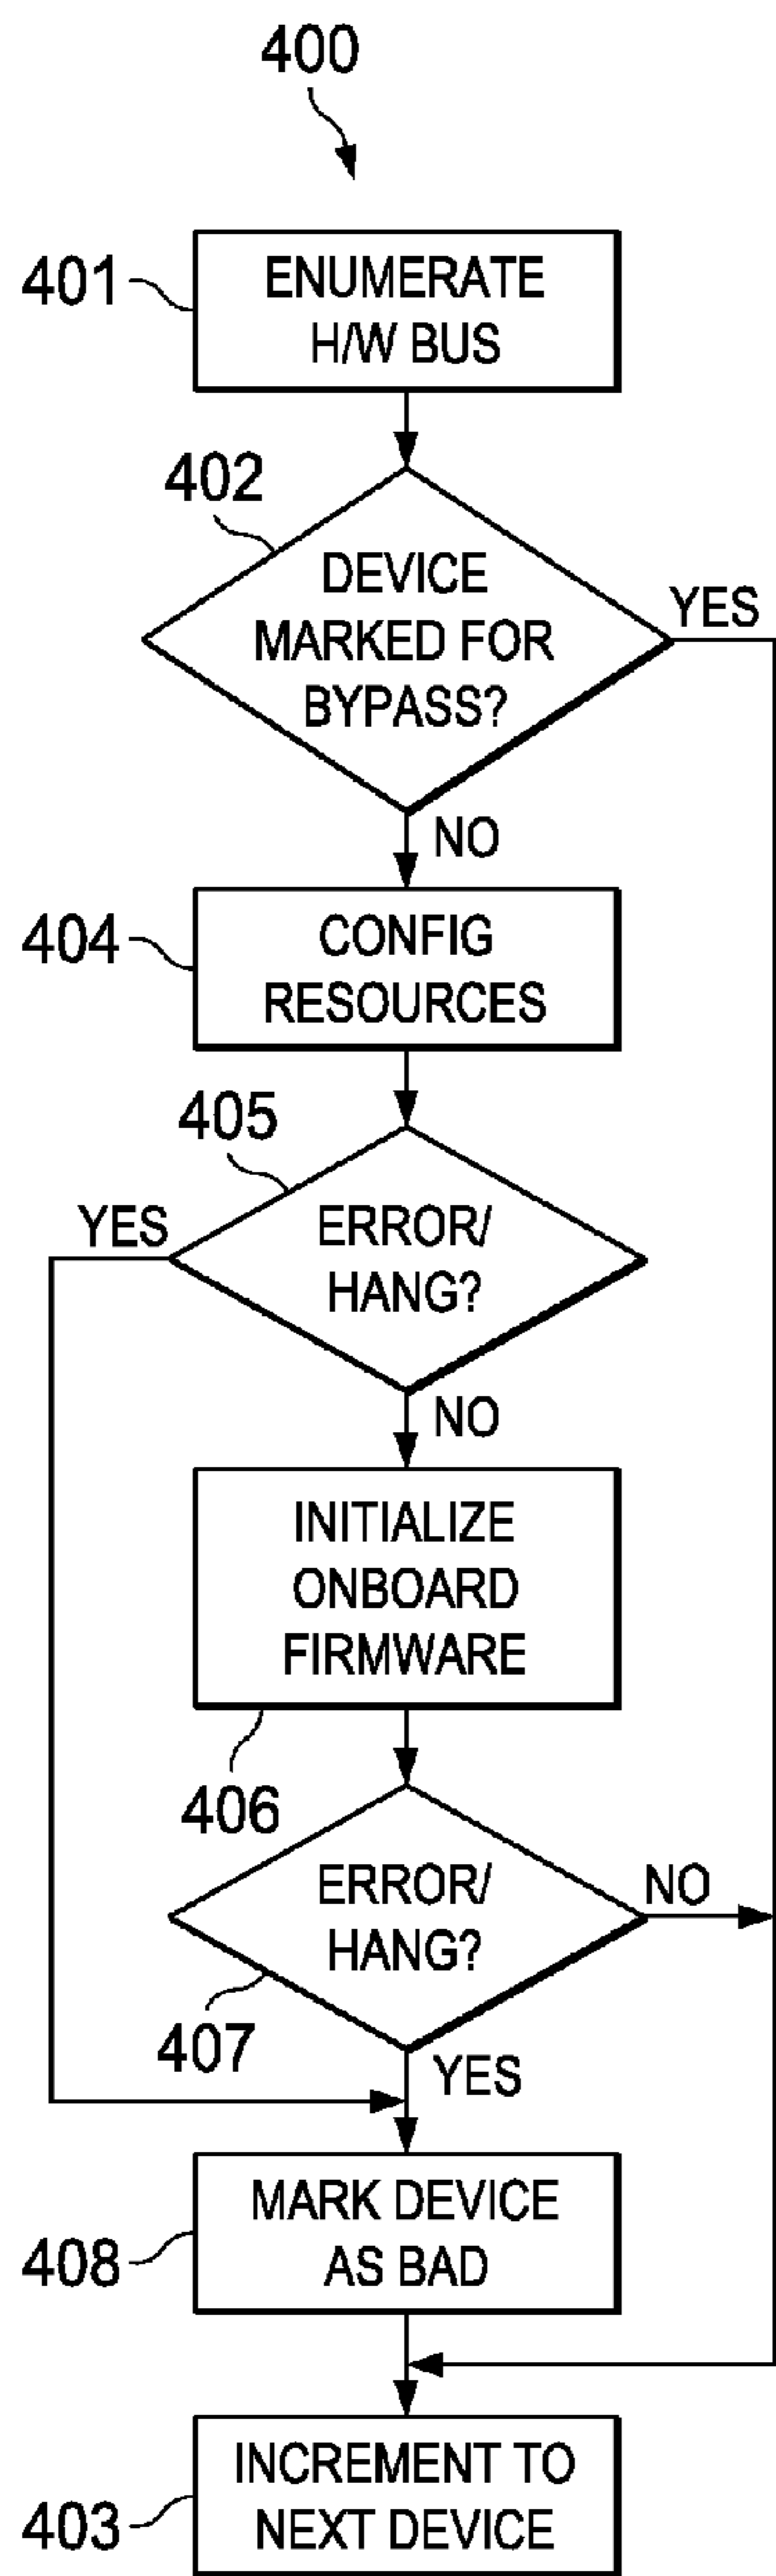 400
401
ENUMERATE
H/W BUS
402
DEVICE
MARKED FOR
BYPASS?
YES
NO
404
CONFIG
RESOURCES
405
YES
ERROR/
HANG?
NO
INITIALIZE
ONBOARD
FIRMWARE
406
ERROR/
HANG?
NO
407
YES
408
MARK DEVICE
AS BAD
403
INCREMENT TO
NEXT DEVICE